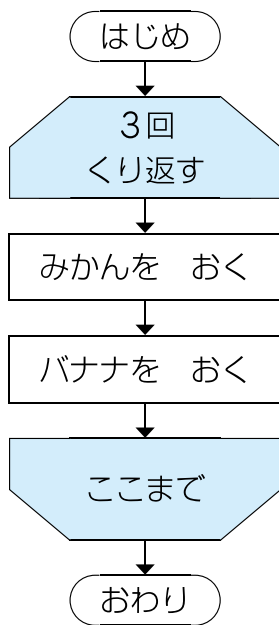 はじめ
3回
くり返す
みかんを　おく
バナナを　おく
ここまで
おわり